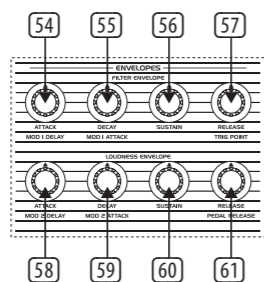 54 55 56 57
ENVELOPES
FILTER ENVELOPE
ATTACK DECAY SUSTAIN RELEASE
MOD 1 DELAY MOD 1 ATTACK TRIG POINT
LOUDNESS ENVELOPE
ATTACK DECAY SUSTAIN RELEASE
MOD 2 DELAY MOD 2 ATTACK PEDAL RELEASE
58 59 60 61